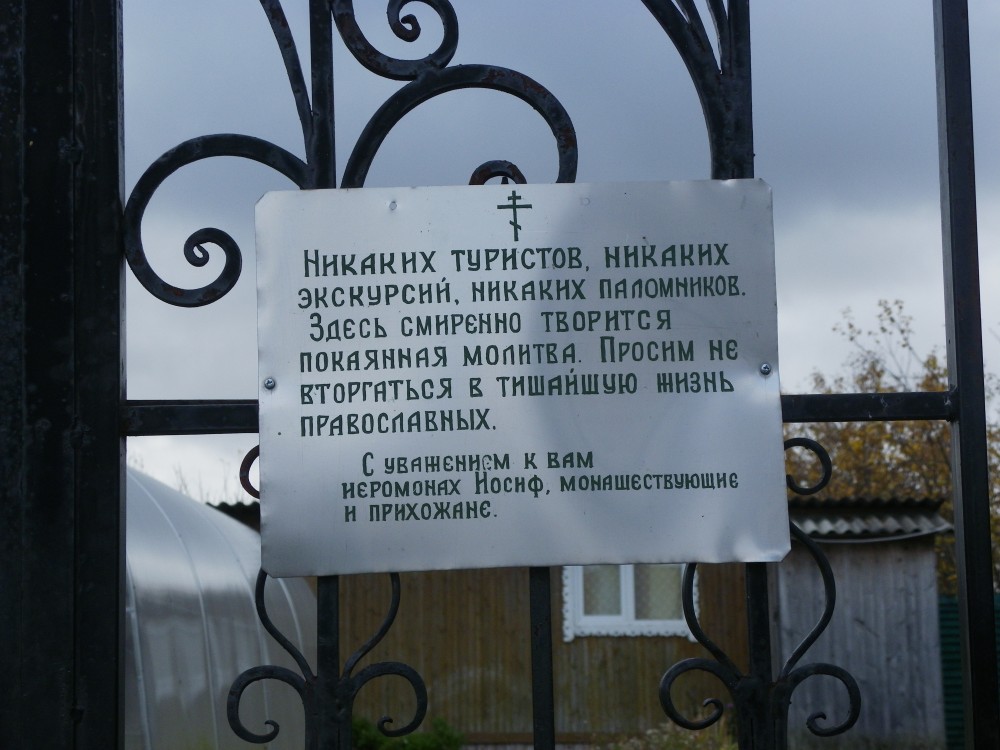 Никаких туристов, никаких
экскурсий, никаких паломников.
Здесь смиренно творится
покаянная молитва. Просим не
вторгаться в тишайшую жизнь
православных.
С уважением к вам
иеромонах Иосиф, монашествующие
и прихожане.